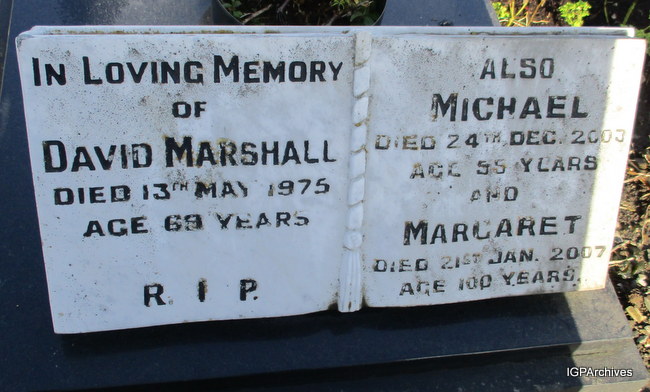 IN LOVING MEMORY
OF
DAVID MARSHALL
DIED 13TH MAY 1975
AGE 69 YEARS
R. I. P.
ALSO
MICHAEL
DIED 24TH DEC. 2003
AGE 55 YEARS
AND
MARGARET
DIED 21ST JAN. 2007
AGE 100 YEARS.
IGPArchives